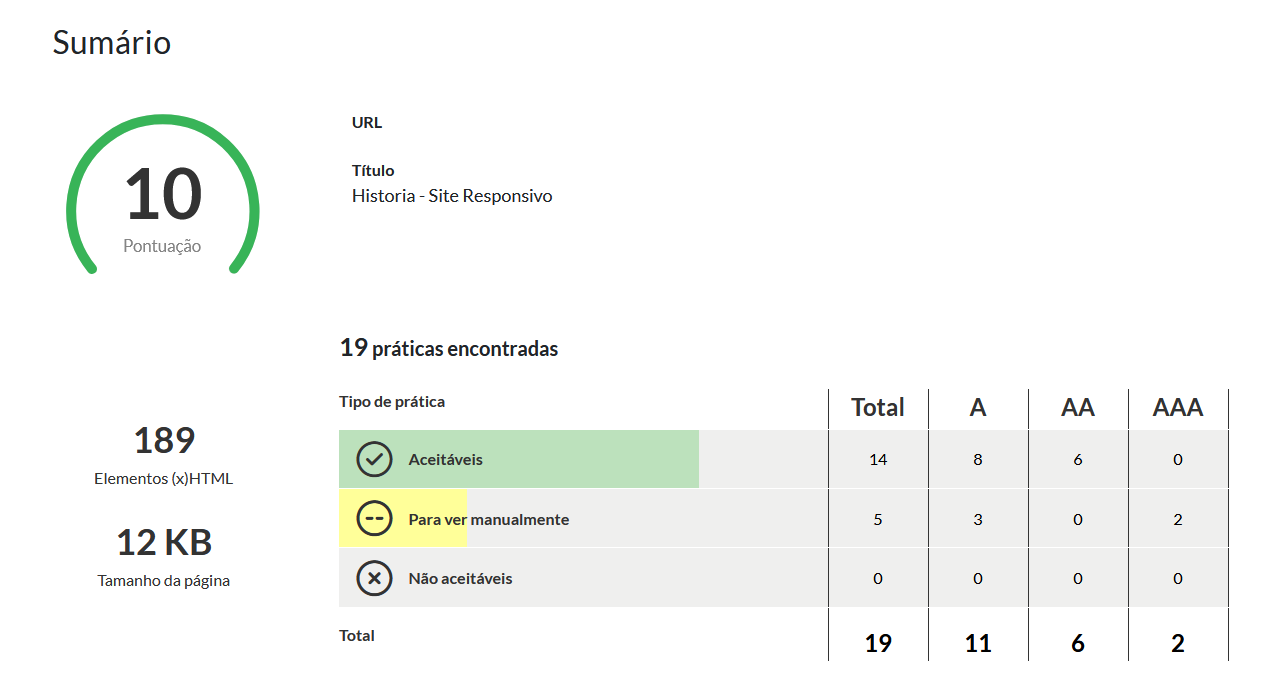 Sumário
10
Pontuação
URL
Título
Historia - Site Responsivo
189
Elementos (x)HTML
12 KB
Tamanho da página
19 práticas encontradas
Tipo de prática Total A AA AAA
Aceitáveis 14 8 6 0
Para ver manualmente 5 3 0 2
Não aceitáveis 0 0 0 0
Total 19 11 6 2